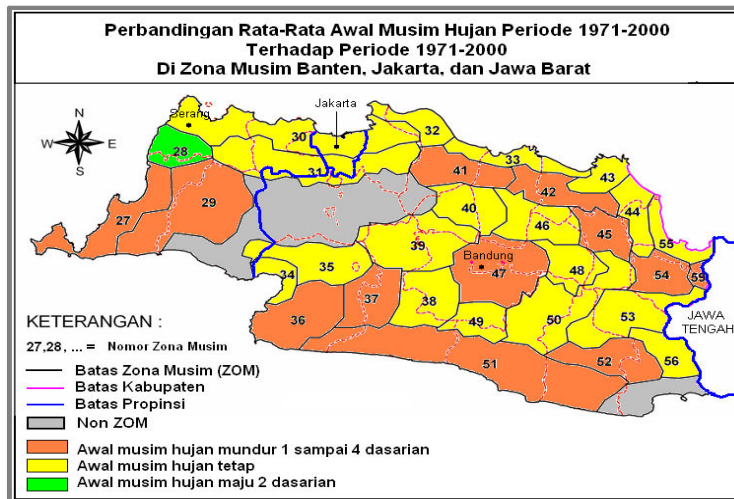 Perbandingan Rata-Rata Awal Musim Hujan Periode 1971-2000
Terhadap Periode 1971-2000
Di Zona Musim Banten, Jakarta, dan Jawa Barat
N
W E
S
Serang
Jakarta
28
30
31
32
33
27
29
41
42
43
44
40
46
45
55
39
Bandung
47
48
54
59
34
35
37
38
49
50
53
36
51
52
56
JAWA
TENGAH
KETERANGAN :
27,28, ... = Nomor Zona Musim
Batas Zona Musim (ZOM)
Batas Kabupaten
Batas Propinsi
Non ZOM
Awal musim hujan mundur 1 sampai 4 dasarian
Awal musim hujan tetap
Awal musim hujan maju 2 dasarian